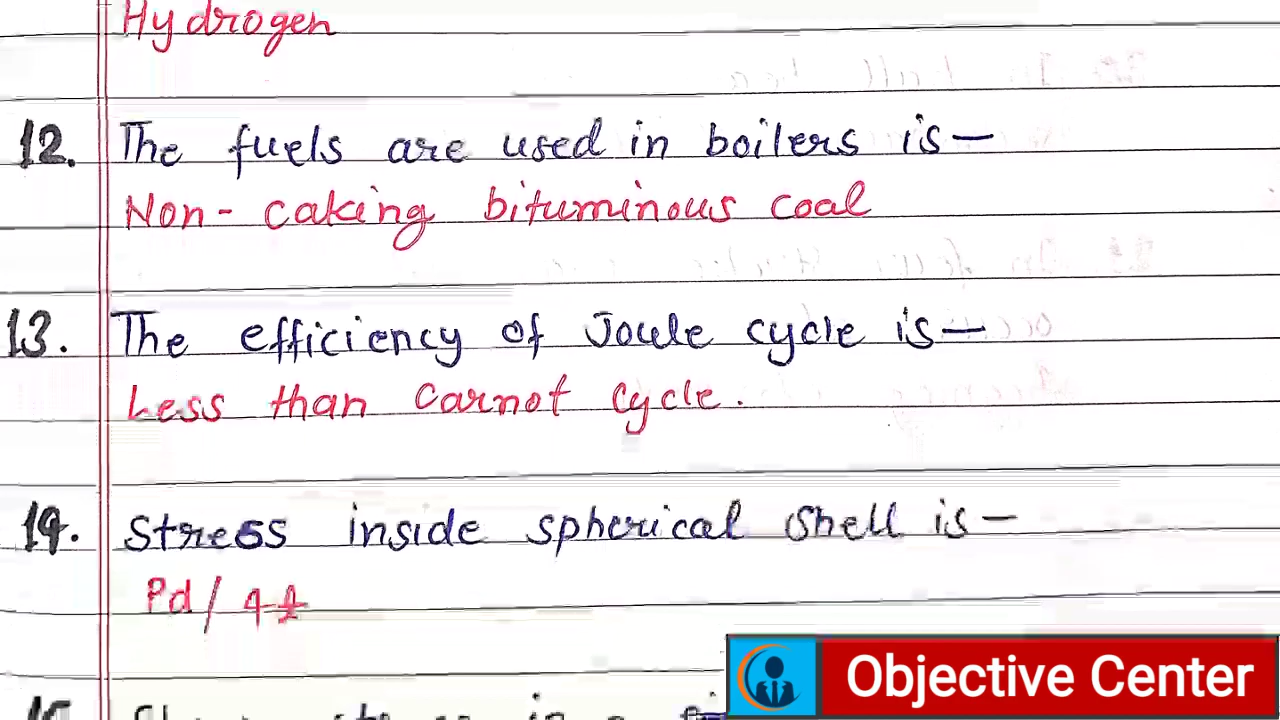 Hydrogen
12. The fuels are used in boilers is—
Non-caking bituminous coal
13. The efficiency of Joule cycle is—
Less than Carnot Cycle.
14. Stress inside spherical shell is—
Pd/4t
Objective Center